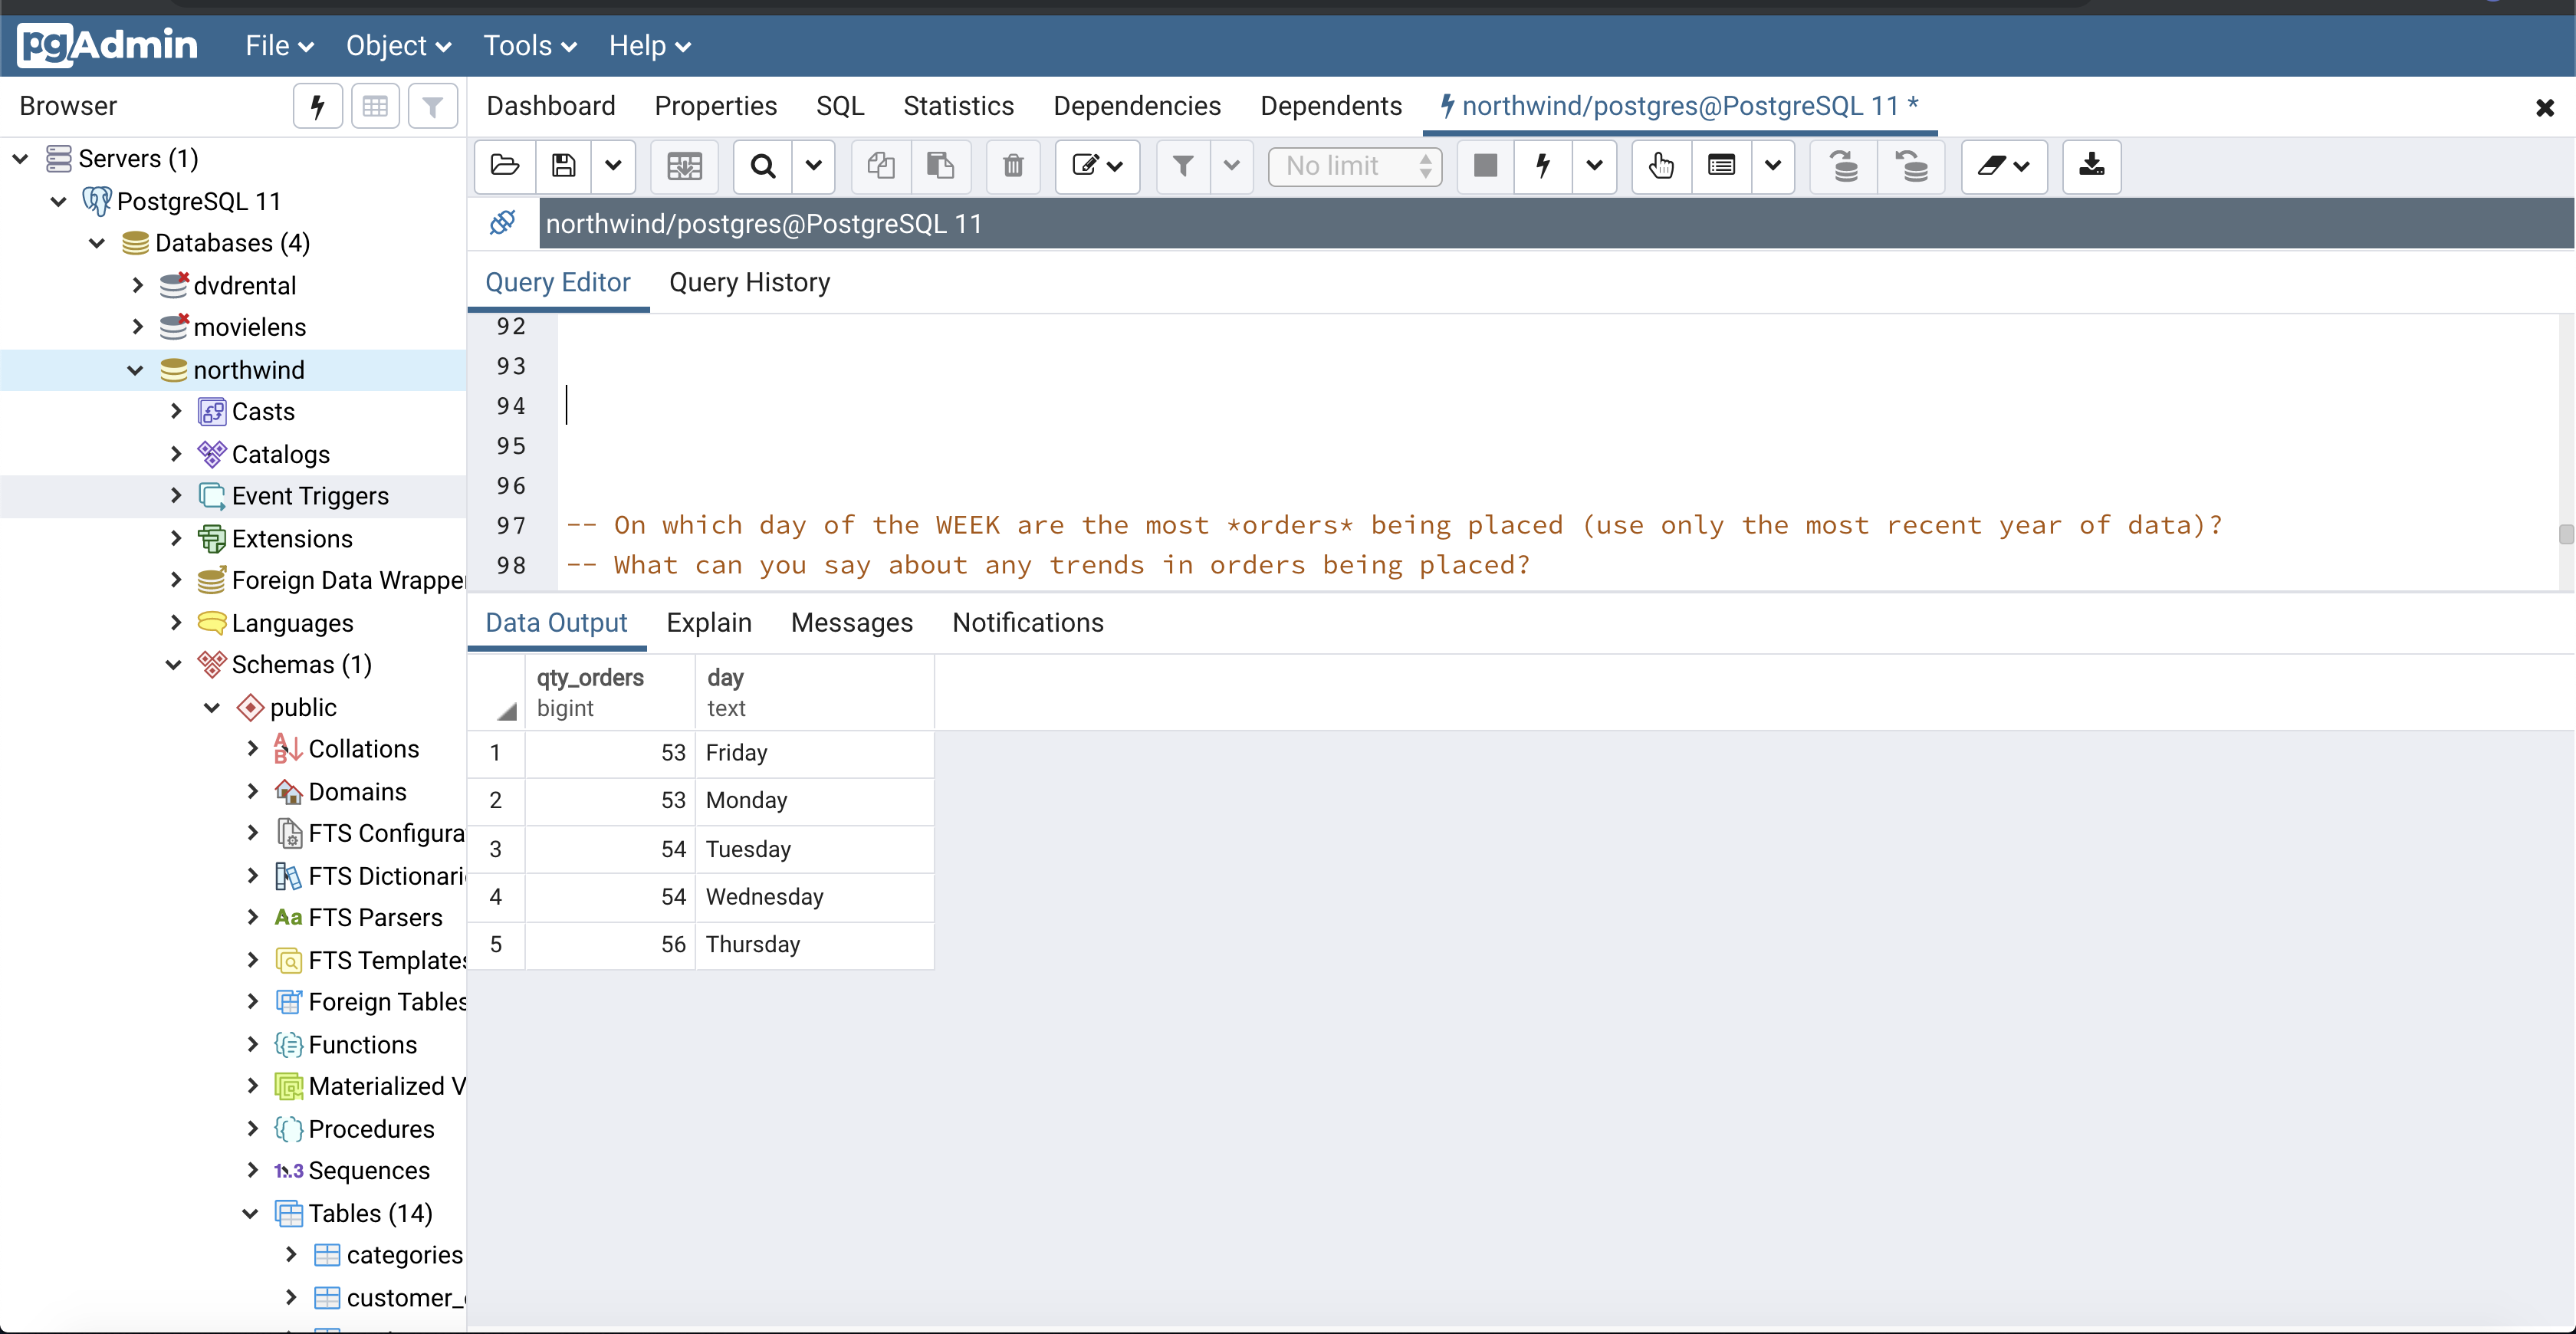 pgAdmin File Object Tools Help
Browser
Dashboard Properties SQL Statistics Dependencies Dependents northwind/postgres@PostgreSQL 11 *
Servers (1)
PostgreSQL 11
Databases (4)
dvdrental
movielens
northwind
Casts
Catalogs
Event Triggers
Extensions
Foreign Data Wrapper
Languages
Schemas (1)
public
Collations
Domains
FTS Configura
FTS Dictionari
Aa FTS Parsers
FTS Templates
Foreign Tables
Functions
Materialized V
Procedures
1..3 Sequences
Tables (14)
categories
customer_
No limit
northwind/postgres@PostgreSQL 11
Query Editor Query History
92
93
94
95
96
97 -- On which day of the WEEK are the most *orders* being placed (use only the most recent year of data)?
98 -- What can you say about any trends in orders being placed?
Data Output Explain Messages Notifications
qty_orders day
bigint text
1 53 Friday
2 53 Monday
3 54 Tuesday
4 54 Wednesday
5 56 Thursday